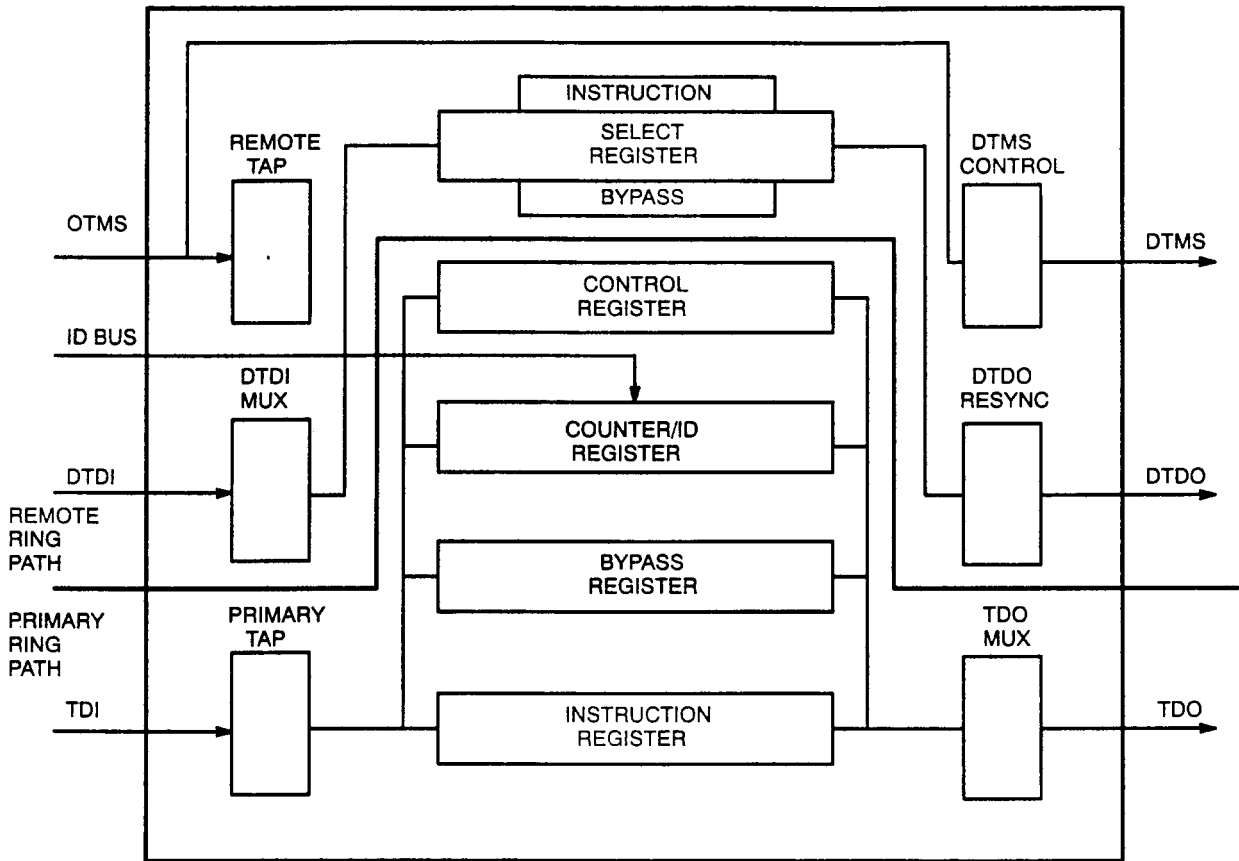 INSTRUCTION
SELECT
REGISTER
BYPASS
REMOTE
TAP
DTMS
CONTROL
OTMS
DTMS
CONTROL
REGISTER
ID BUS
DTDI
MUX
COUNTER/ID
REGISTER
DTDO
RESYNC
DTDI
DTDO
REMOTE
RING
PATH
BYPASS
REGISTER
PRIMARY
RING
PATH
PRIMARY
TAP
TDO
MUX
TDI
INSTRUCTION
REGISTER
TDO